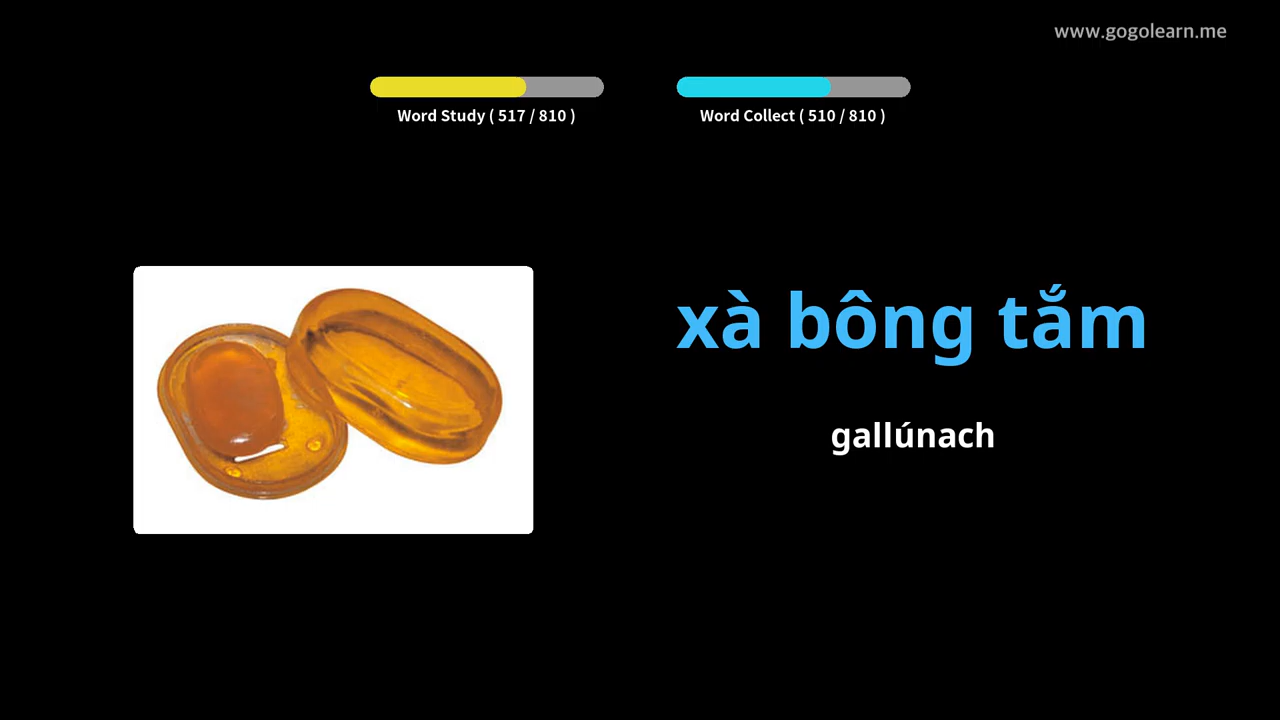 www.gogolearn.me
Word Study ( 517 / 810 )
Word Collect ( 510 / 810 )
xà bông tắm
gallúnach